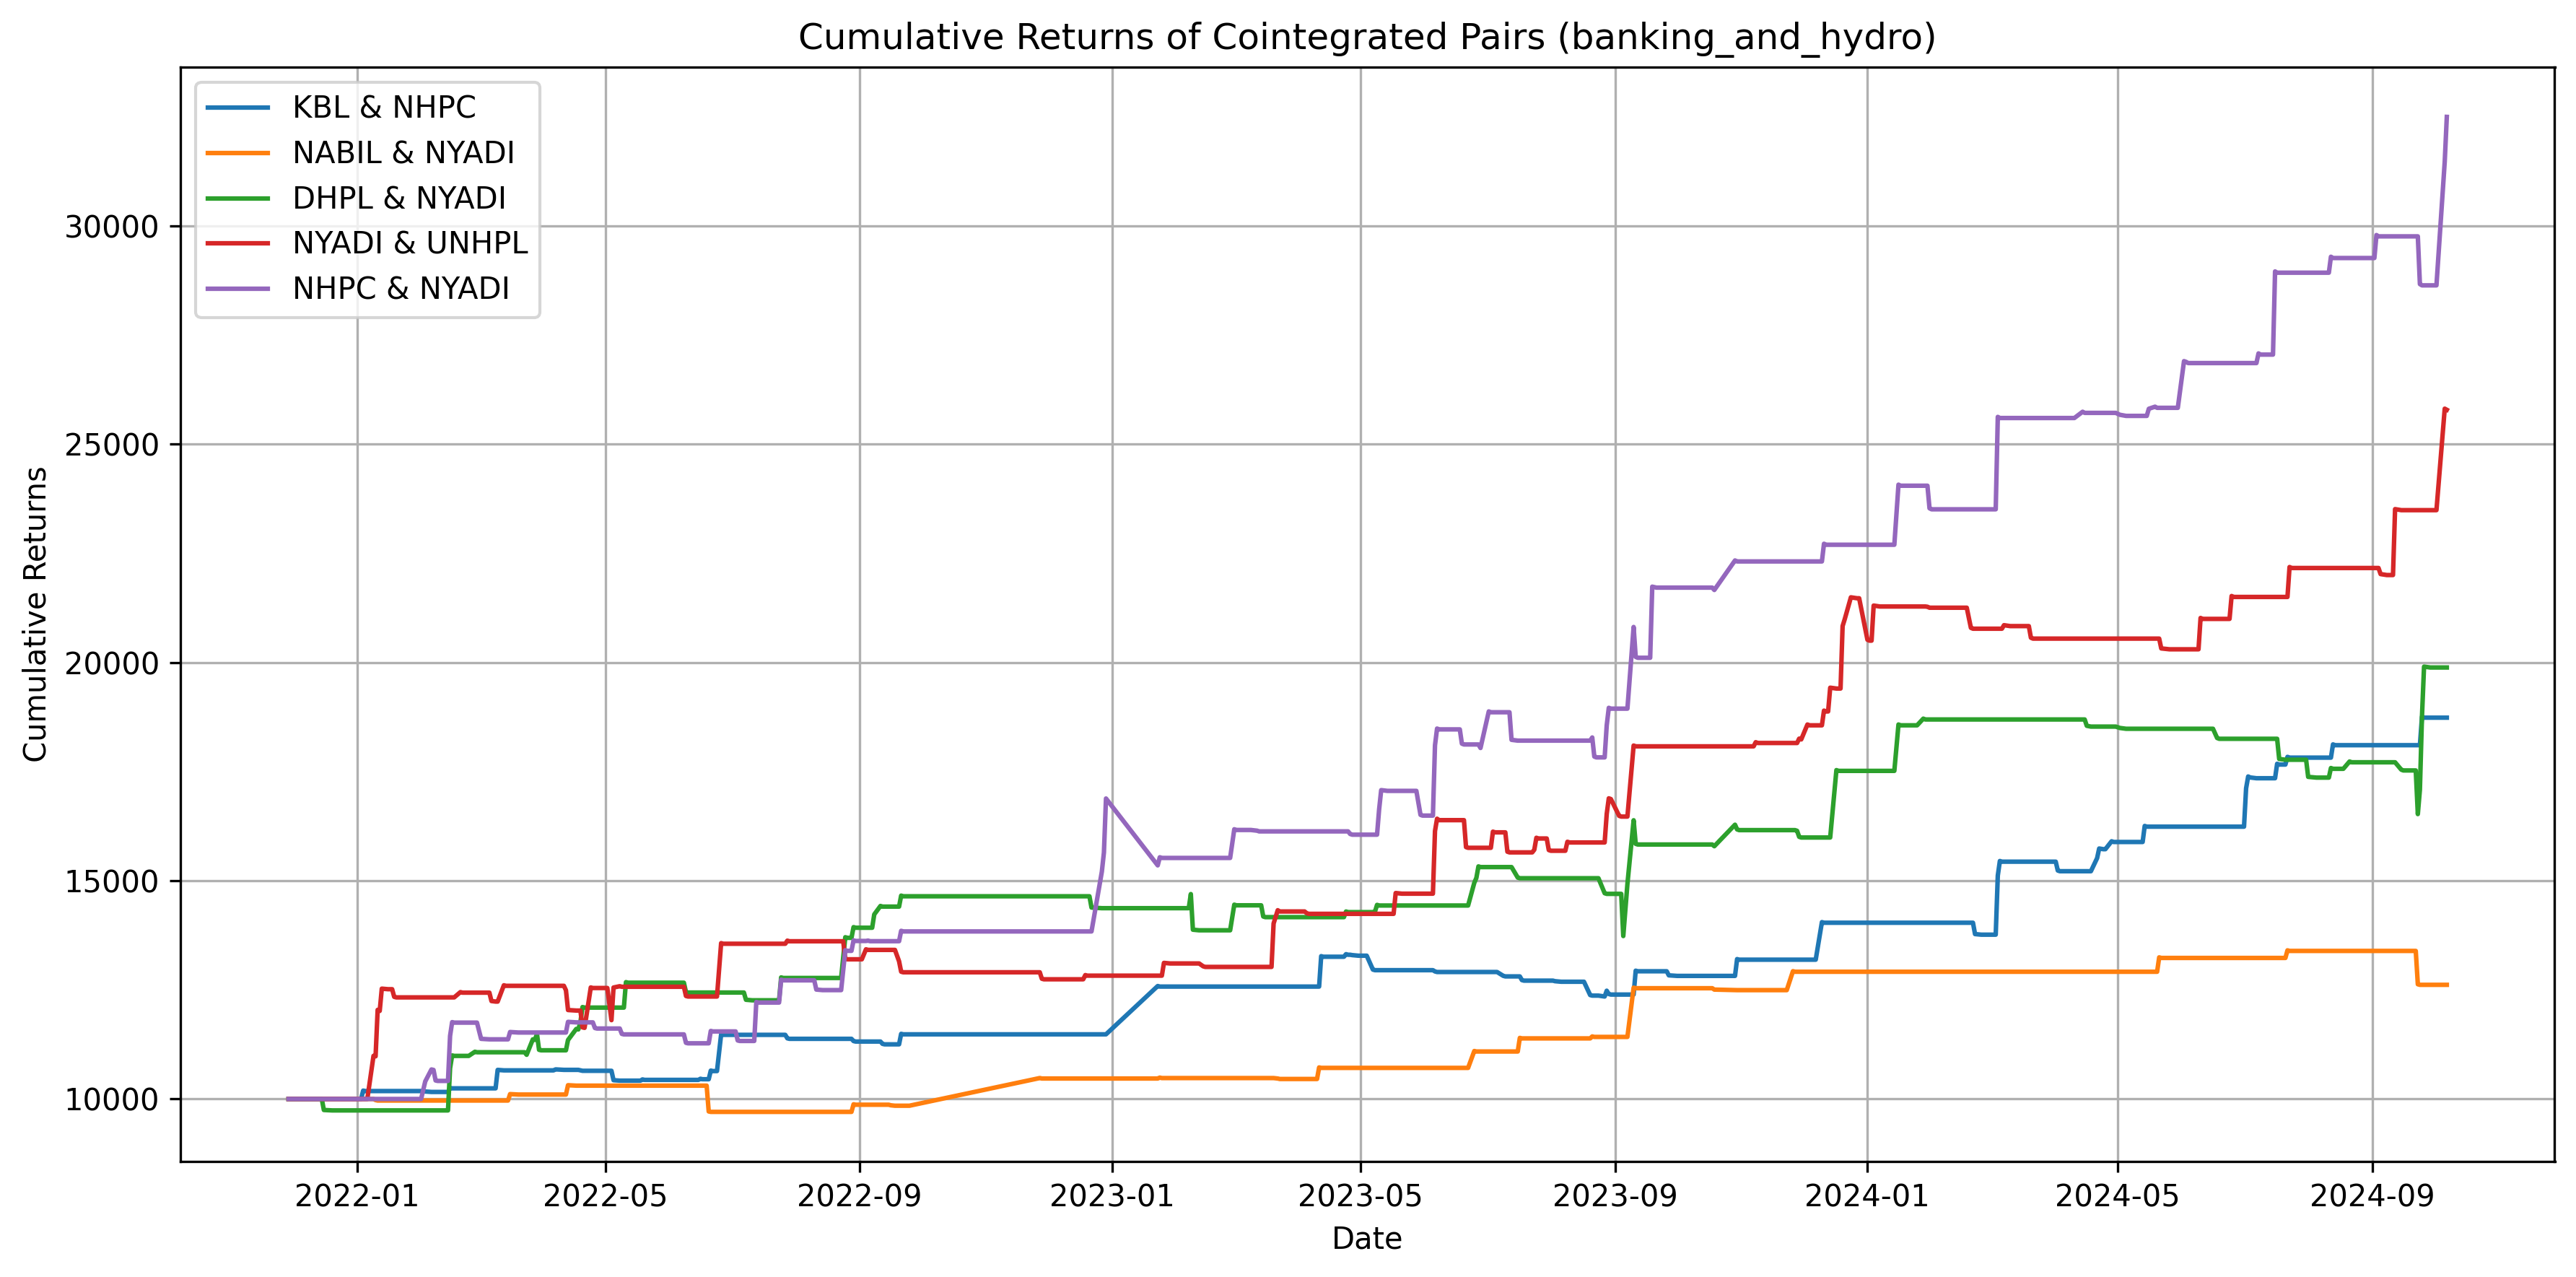 Cumulative Returns of Cointegrated Pairs (banking_and_hydro)
KBL & NHPC
NABIL & NYADI
DHPL & NYADI
NYADI & UNHPL
NHPC & NYADI
30000
25000
20000
15000
10000
Cumulative Returns
2022-01 2022-05 2022-09 2023-01 2023-05 2023-09 2024-01 2024-05 2024-09
Date